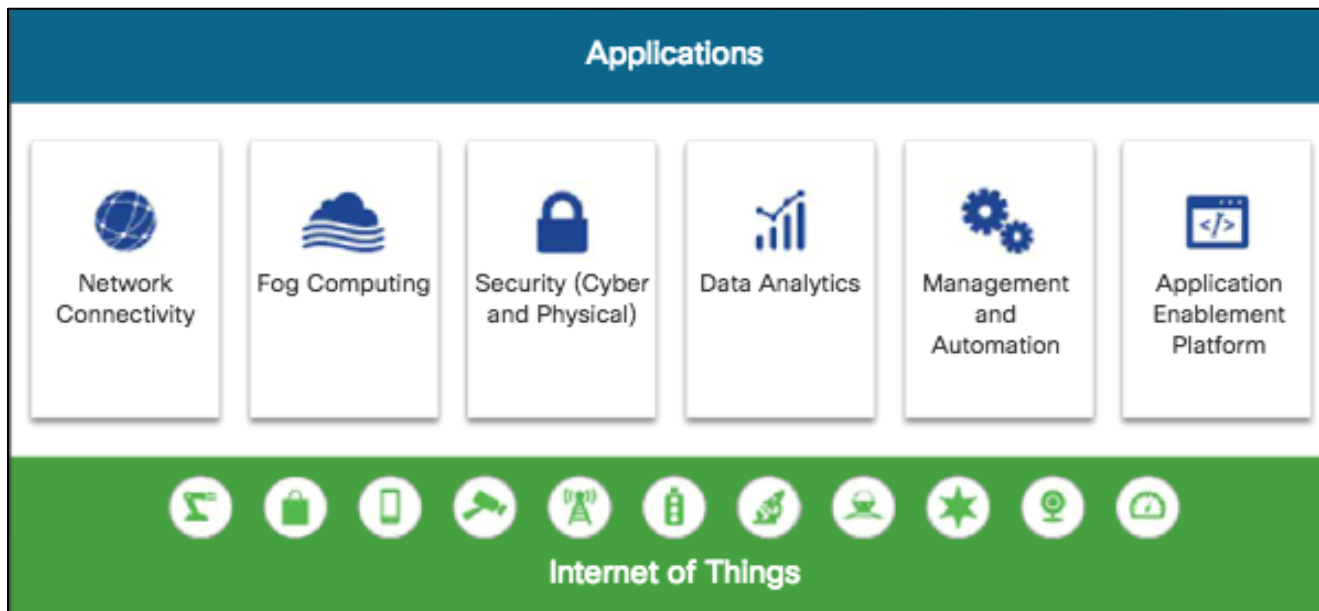 Applications
Network
Connectivity
Fog Computing
Security (Cyber
and Physical)
Data Analytics
Management
and
Automation
</>
Application
Enablement
Platform
Internet of Things